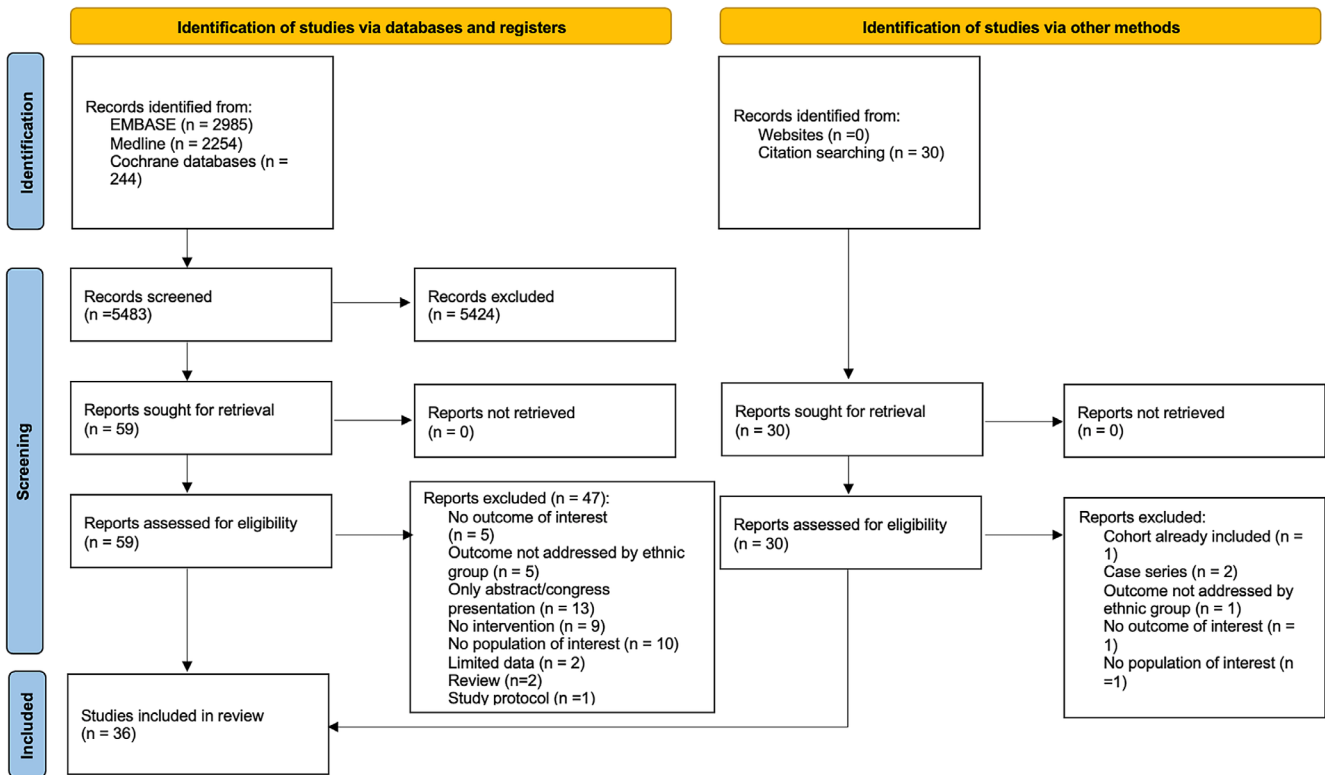 Identification of studies via databases and registers
Identification of studies via other methods
Identification
Records identified from:
EMBASE (n = 2985)
Medline (n = 2254)
Cochrane databases (n =
244)
Records identified from:
Websites (n =0)
Citation searching (n = 30)
Screening
Records screened
(n =5483)
Records excluded
(n = 5424)
Reports sought for retrieval
(n = 59)
Reports not retrieved
(n = 0)
Reports sought for retrieval
(n = 30)
Reports not retrieved
(n = 0)
Reports assessed for eligibility
(n = 59)
Reports excluded (n = 47):
No outcome of interest
(n = 5)
Outcome not addressed by ethnic
group (n = 5)
Only abstract/congress
presentation (n = 13)
No intervention (n = 9)
No population of interest (n = 10)
Limited data (n = 2)
Review (n=2)
Study protocol (n =1)
Reports assessed for eligibility
(n = 30)
Reports excluded:
Cohort already included (n =
1)
Case series (n = 2)
Outcome not addressed by
ethnic group (n = 1)
No outcome of interest (n =
1)
No population of interest (n
=1)
Included
Studies included in review
(n = 36)